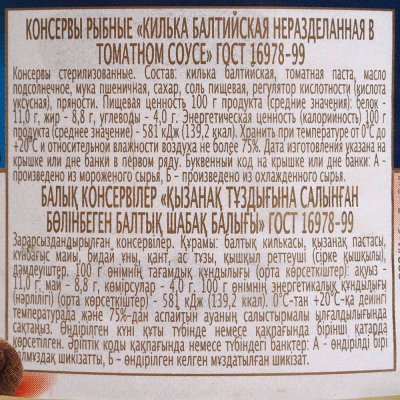 КОНСЕРВЫ РЫБНЫЕ «КИЛЬКА БАЛТИЙСКАЯ НЕРАЗДЕЛАННАЯ В
ТОМАТНОМ СОУСЕ» ГОСТ 16978-99
Консервы стерилизованные. Состав: килька балтийская, томатная паста, масло
подсолнечное, мука пшеничная, сахар, соль пищевая, регулятор кислотности (кислота
уксусная), пряности. Пищевая ценность 100 г продукта (средние значения): белок -
11,0 г, жир - 8,8 г, углеводы - 4,0 г. Энергетическая ценность (калорийность) 100 г
продукта (среднее значение) - 581 кДж (139,2 ккал). Хранить при температуре от 0°С до
+20°С и относительной влажности воздуха не более 75%. Дата изготовления указана на
крышке или дне банки в первом ряду. Буквенный код на крышке или дне банки: А -
произведено из мороженого сырья, Б - произведено из охлажденного сырья.
БАЛЫҚ КОНСЕРВІЛЕР «ҚЫЗАНАҚ ТҰЗДЫҒЫНА САЛЫНҒАН
БӨЛІНБЕГЕН БАЛТЫҚ ШАБАҚ БАЛЫҒЫ» ГОСТ 16978-99
Зарарсыздандырылған консервілер. Құрамы: балтық килькасы, қызанақ пастасы,
күнбағыс майы, бидай ұны, қант, ас тұзы, қышқыл реттеуші (сірке қышқылы),
дәмдеуіштер. 100 г өнімнің тағамдық құндылығы (орта көрсеткіштер): ақуыз -
11,0 г, май - 8,8 г, көмірсулар - 4,0 г. 100 г өнімнің энергетикалық құндылығы
(нәрлілігі) (орта көрсеткіштер) - 581 кДж (139,2 ккал). 0°С-тан +20°С-қа дейінгі
температурада және 75%-дан аспайтын ауаның салыстырмалы ылғалдылығында
сақтаңыз. Өндірілген күні құты түбінде немесе қақпағында бірінші қатарда
көрсетілген. Әріптік коды қақпағында немесе түбіндегі банктер: А - өндірілді бірі
алмұздақ шикізатты, Б - өндірілген келген мұздатылған шикізат.